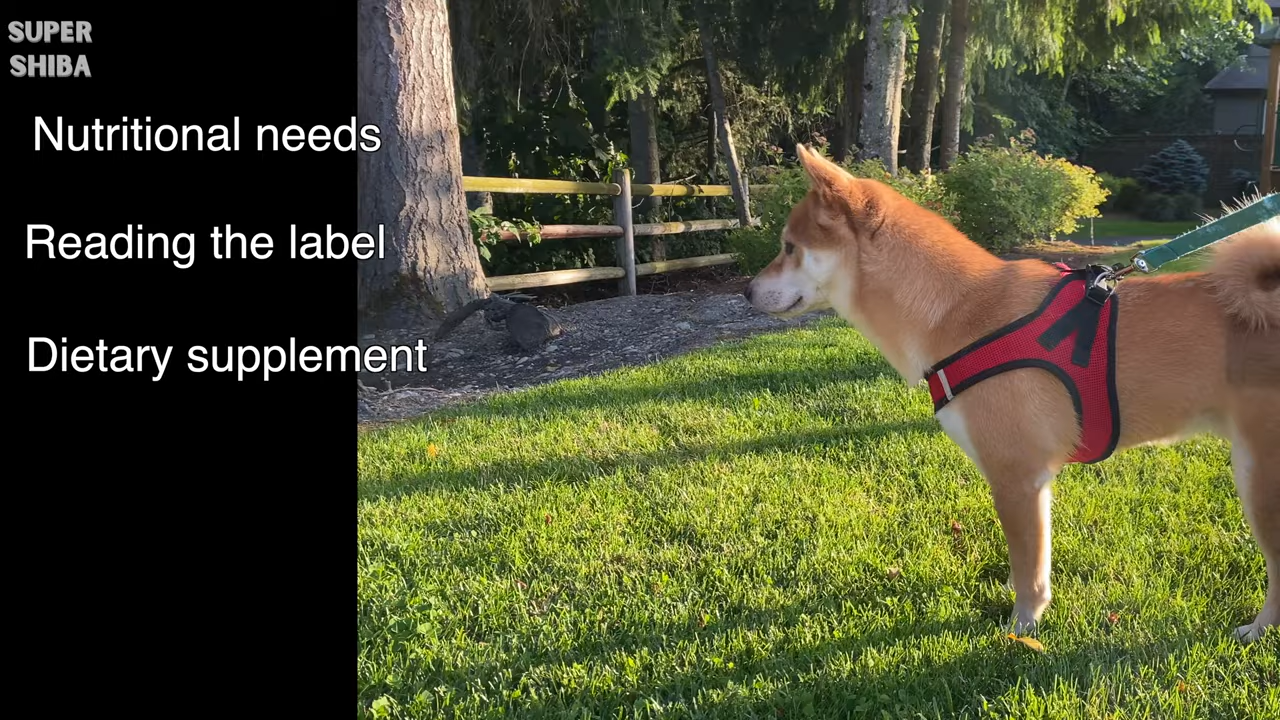 SUPER
SHIBA
Nutritional needs
Reading the label
Dietary supplement